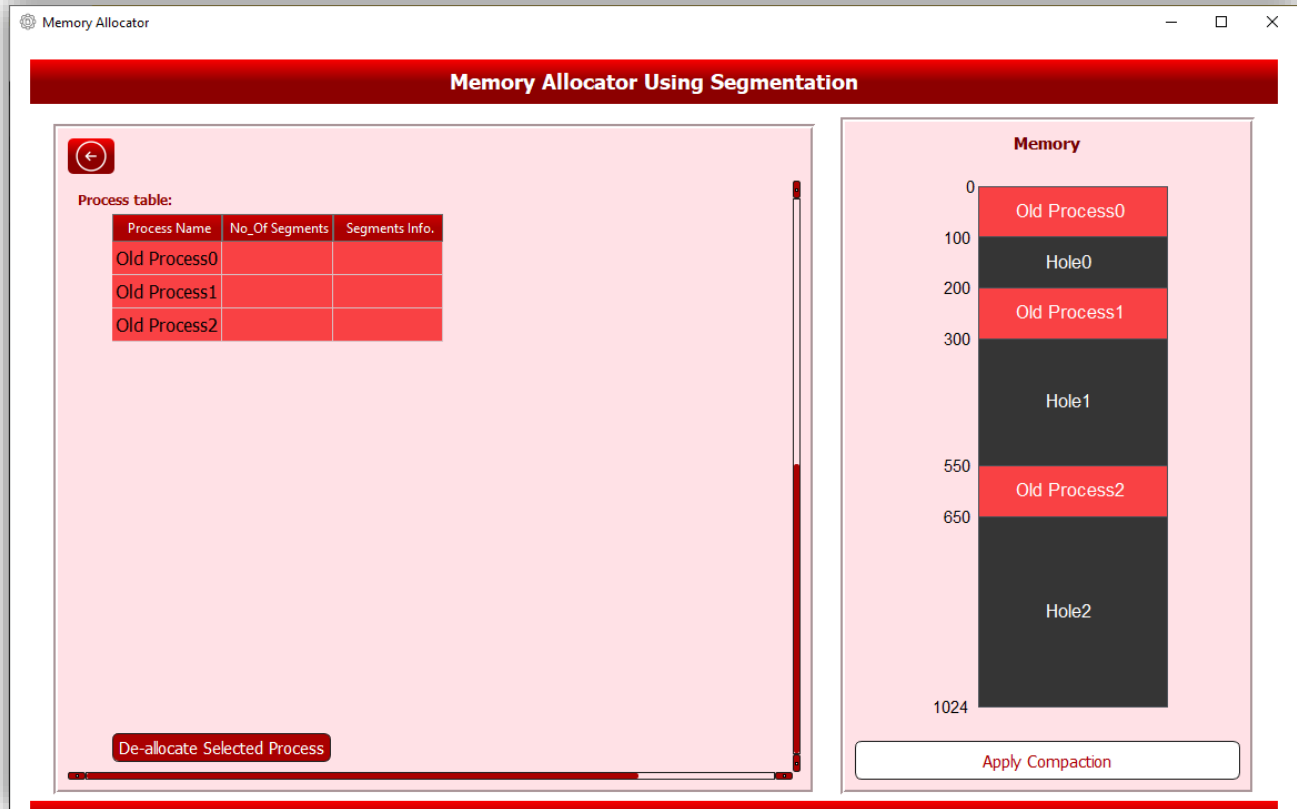 Memory Allocator
Memory Allocator Using Segmentation
Process table:
Process Name No_Of Segments Segments Info.
Old Process0
Old Process1
Old Process2
De-allocate Selected Process
Memory
0
Old Process0
100
Hole0
200
Old Process1
300
Hole1
550
Old Process2
650
Hole2
1024
Apply Compaction